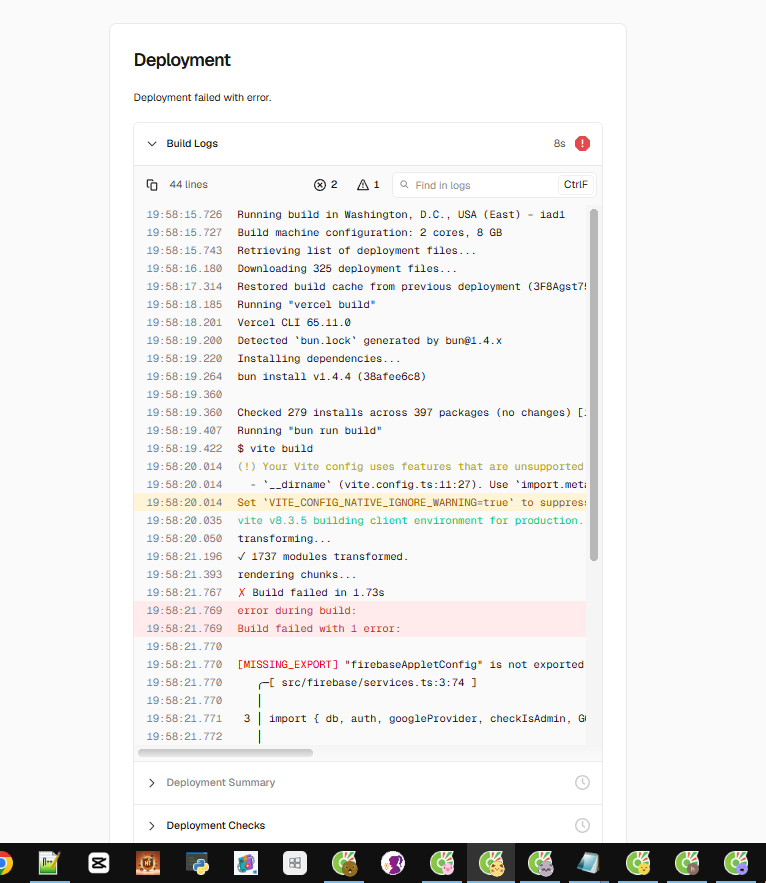 Deployment
Deployment failed with error.
Build Logs 8s
44 lines 2 1 Find in logs CtrlF
19:58:15.726 Running build in Washington, D.C., USA (East) – iad1
19:58:15.727 Build machine configuration: 2 cores, 8 GB
19:58:15.743 Retrieving list of deployment files...
19:58:16.180 Downloading 325 deployment files...
19:58:17.314 Restored build cache from previous deployment (3F8Agst7
19:58:18.185 Running "vercel build"
19:58:18.201 Vercel CLI 65.11.0
19:58:19.200 Detected `bun.lock` generated by bun@1.4.x
19:58:19.220 Installing dependencies...
19:58:19.264 bun install v1.4.4 (38afee6c8)
19:58:19.360
19:58:19.360 Checked 279 installs across 397 packages (no changes) [
19:58:19.407 Running "bun run build"
19:58:19.422 $ vite build
19:58:20.014 (!) Your Vite config uses features that are unsupported
19:58:20.014 - `__dirname` (vite.config.ts:11:27). Use `import.meta
19:58:20.014 Set `VITE_CONFIG_NATIVE_IGNORE_WARNING=true` to suppres
19:58:20.035 vite v8.3.5 building client environment for production.
19:58:20.050 transforming...
19:58:21.196 ✓ 1737 modules transformed.
19:58:21.393 rendering chunks...
19:58:21.767 ✗ Build failed in 1.73s
19:58:21.769 error during build:
19:58:21.769 Build failed with 1 error:
19:58:21.770
19:58:21.770 [MISSING_EXPORT] "firebaseAppletConfig" is not exported
19:58:21.770 ╭─[ src/firebase/services.ts:3:74 ]
19:58:21.770 │
19:58:21.771 3 │ import { db, auth, googleProvider, checkIsAdmin, G
19:58:21.772 │
Deployment Summary
Deployment Checks